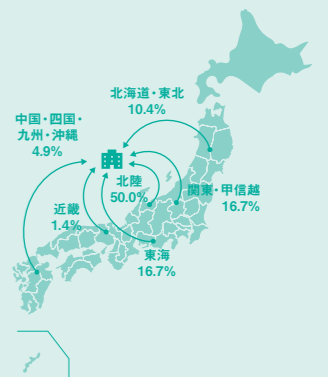 北海道・東北
10.4%
中国・四国・
九州・沖縄
4.9%
北陸
50.0%
関東・甲信越
16.7%
近畿
1.4%
東海
16.7%